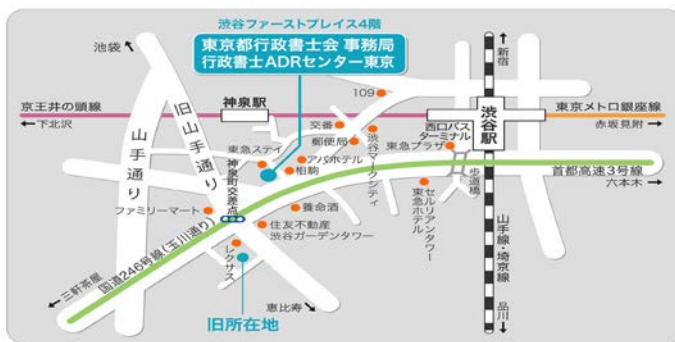 渋谷ファーストプレイス4階
東京都行政書士会 事務局
行政書士ADRセンター東京
池袋
新宿
109
京王井の頭線
神泉駅
渋谷駅
東京メトロ銀座線
下北沢
赤坂見附
旧山手通り
山手通り
交番
郵便局
渋谷マークシティ
西口バスターミナル
東急プラザ
東急ステイ
アパホテル
相駒
神泉町交差点
首都高速3号線
六本木
歩道橋
ファミリーマート
養命酒
セルリアンタワー
東急ホテル
住友不動産
渋谷ガーデンタワー
国道246号線(玉川通り)
レクサス
山手線・埼京線
三軒茶屋
恵比寿
品川
旧所在地